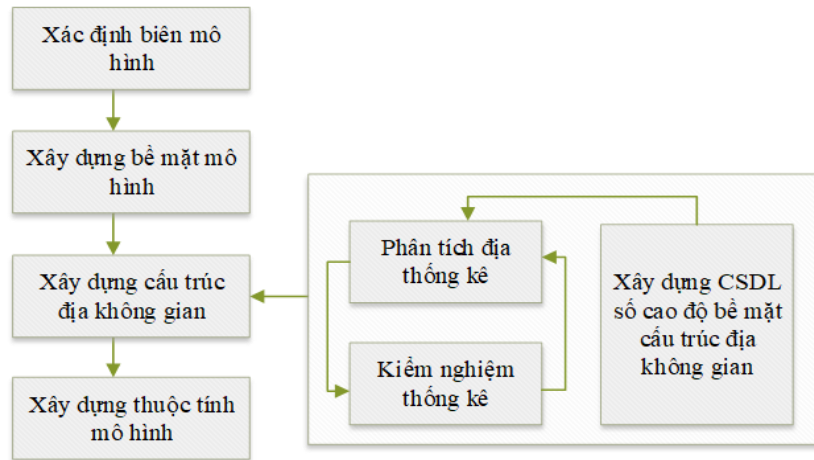 Xác định biên mô
hình
Xây dựng bề mặt mô
hình
Xây dựng cấu trúc
địa không gian
Xây dựng thuộc tính
mô hình
Phân tích địa
thống kê
Kiểm nghiệm
thống kê
Xây dựng CSDL
số cao độ bề mặt
cấu trúc địa
không gian